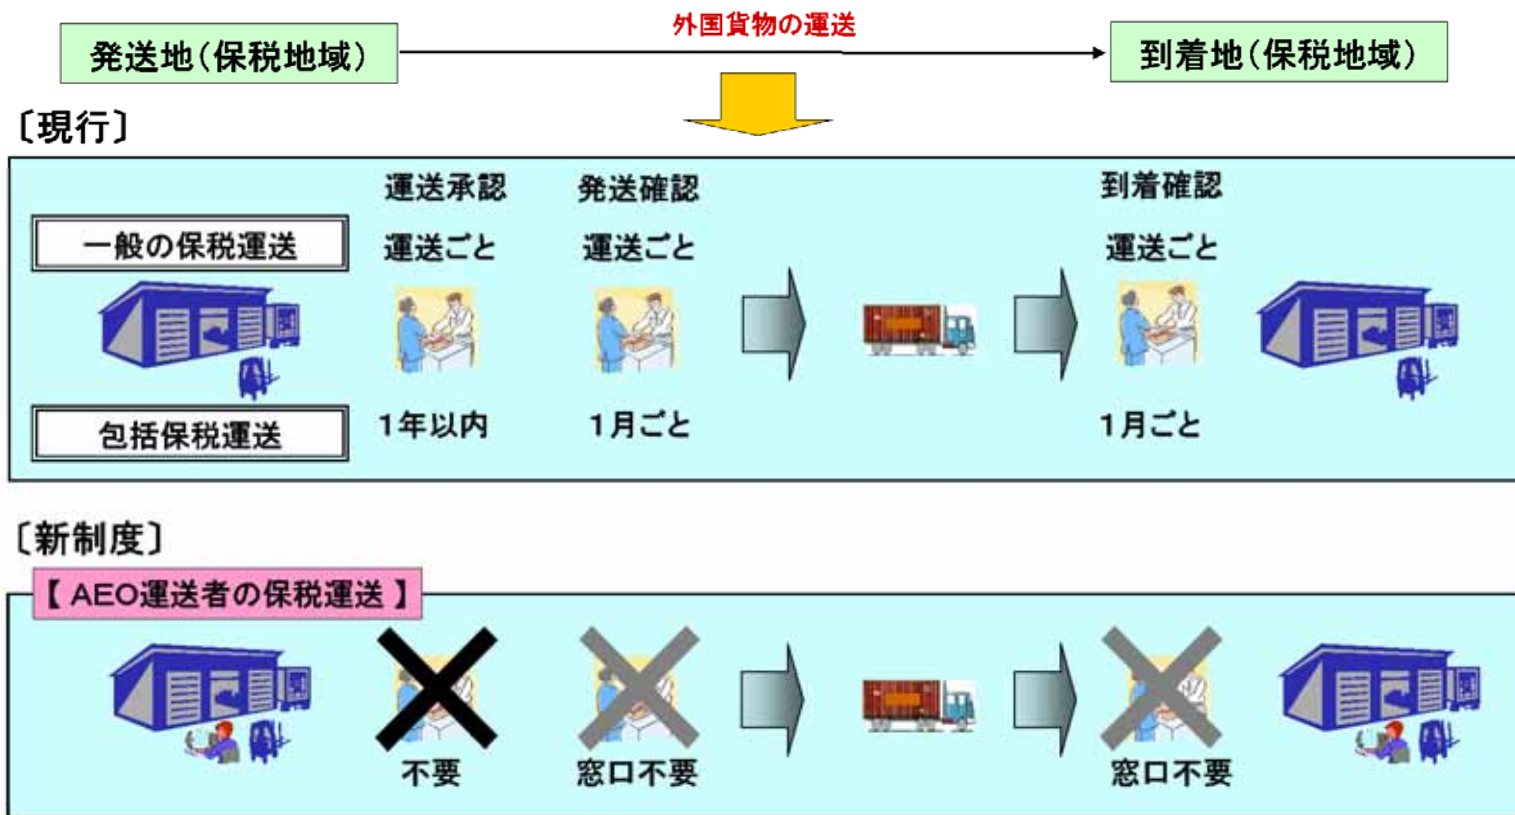 外国貨物の運送
発送地(保税地域)
到着地(保税地域)
〔現行〕
運送承認 発送確認 到着確認
一般の保税運送 運送ごと 運送ごと 運送ごと
包括保税運送 1年以内 1月ごと 1月ごと
〔新制度〕
【 AEO運送者の保税運送 】
不要 窓口不要 窓口不要